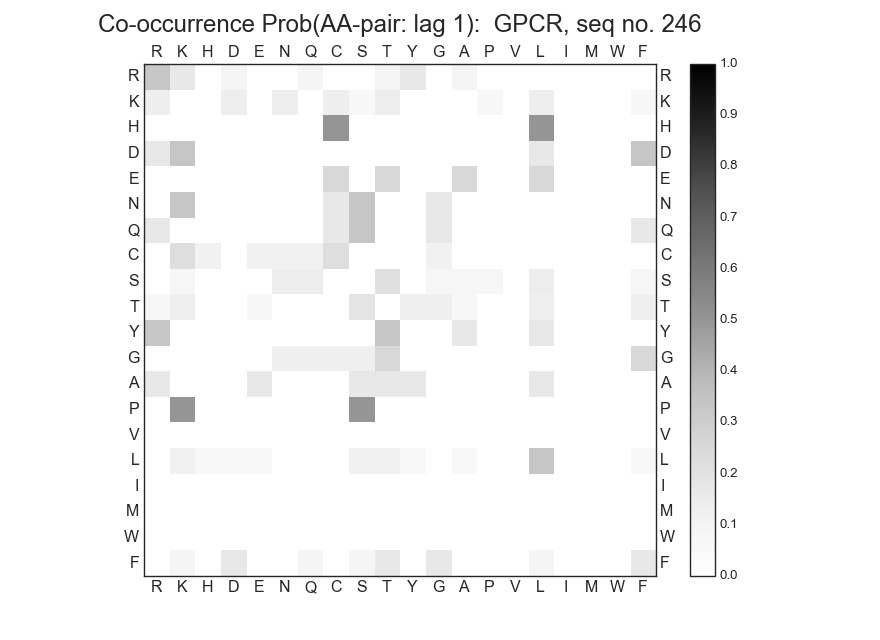 Co-occurrence Prob(AA-pair: lag 1):  GPCR, seq no. 246
R K H D E N Q C S T Y G A P V L I M W F
R R
K K
H H
D D
E E
N N
Q Q
C C
S S
T T
Y Y
G G
A A
P P
V V
L L
I I
M M
W W
F F
R K H D E N Q C S T Y G A P V L I M W F
1.0
0.9
0.8
0.7
0.6
0.5
0.4
0.3
0.2
0.1
0.0